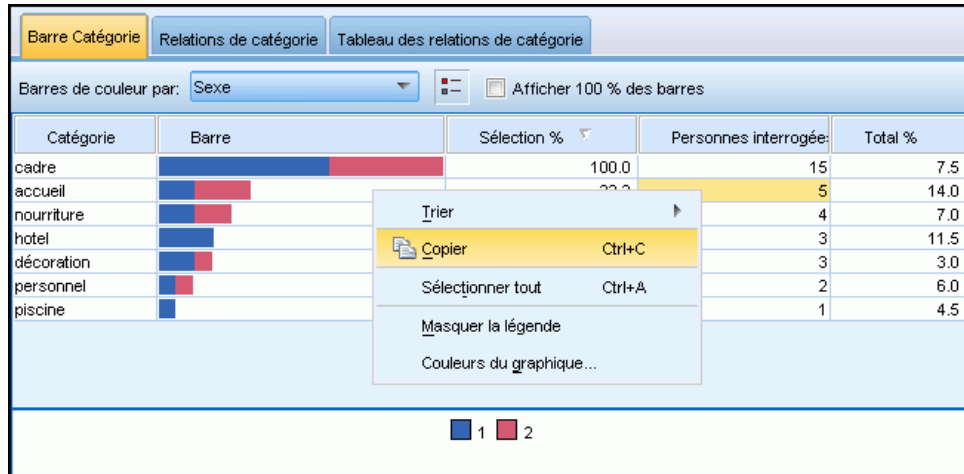 Barre Catégorie Relations de catégorie Tableau des relations de catégorie
Barres de couleur par: Sexe Afficher 100 % des barres
Catégorie Barre Sélection % Personnes interrogée: Total %
cadre 100.0 15 7.5
accueil 5 14.0
nourriture 4 7.0
hotel 3 11.5
décoration 3 3.0
personnel 2 6.0
piscine 1 4.5
Trier
Copier Ctrl+C
Sélectionner tout Ctrl+A
Masquer la légende
Couleurs du graphique...
1 2